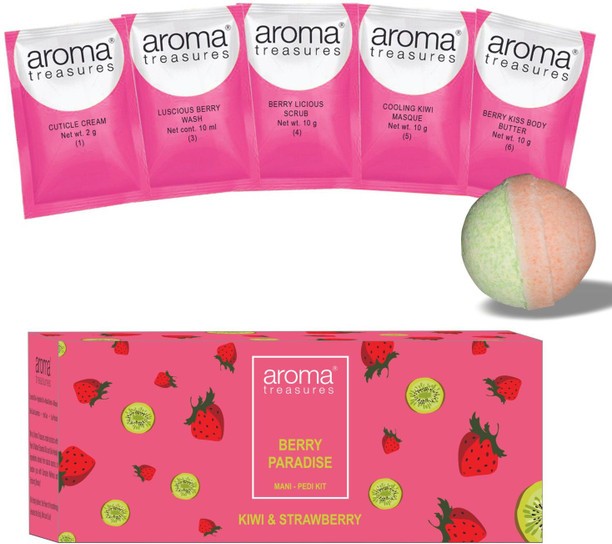 aroma®
treasures
CUTICLE CREAM
Net wt. 2 g
(1)
aroma®
treasures
LUSCIOUS BERRY
WASH
Net cont. 10 ml
(3)
aroma®
treasures
BERRY LICIOUS
SCRUB
Net wt. 10 g
(4)
aroma®
treasures
COOLING KIWI
MASQUE
Net wt. 10 g
(5)
aroma®
treasures
BERRY KISS BODY
BUTTER
Net wt. 10 g
(6)
aroma
treasures
aroma®
treasures
BERRY
PARADISE
MANI - PEDI KIT
KIWI & STRAWBERRY